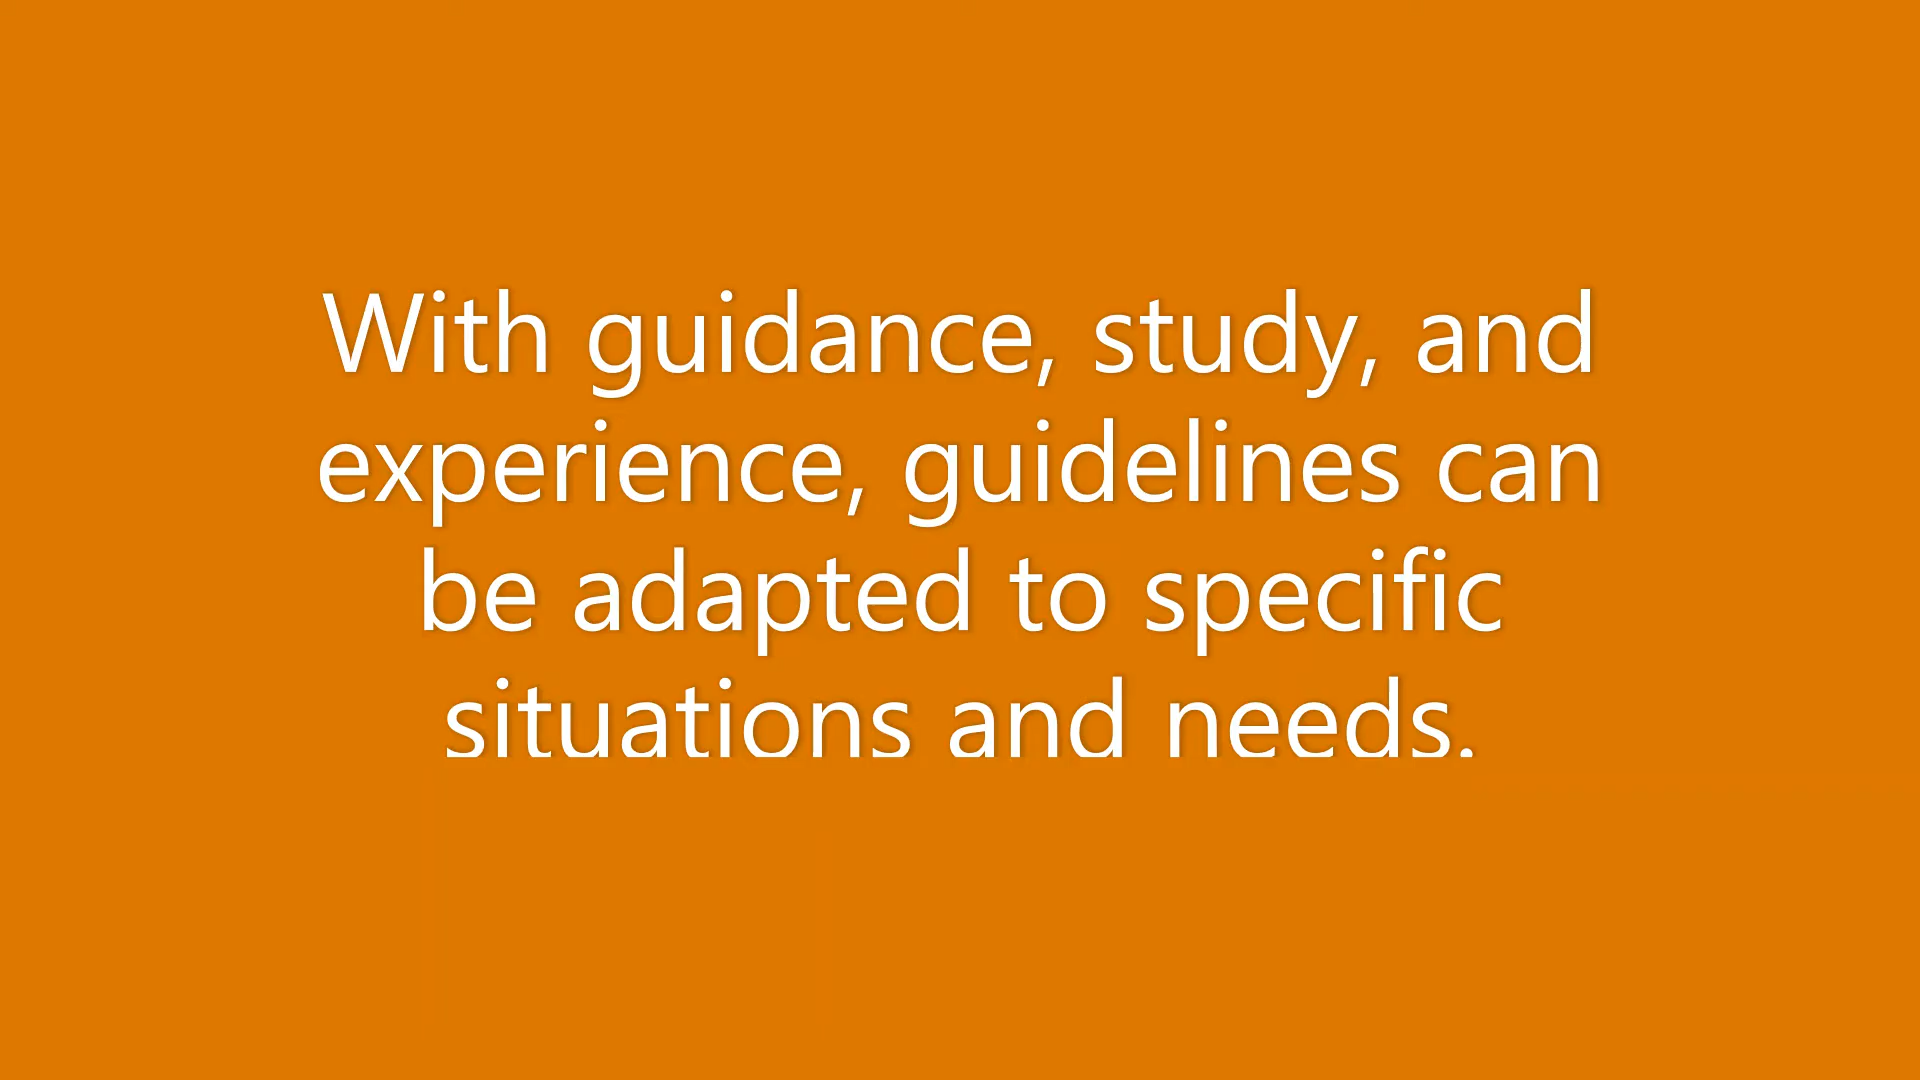 With guidance, study, and
experience, guidelines can
be adapted to specific
situations and needs.